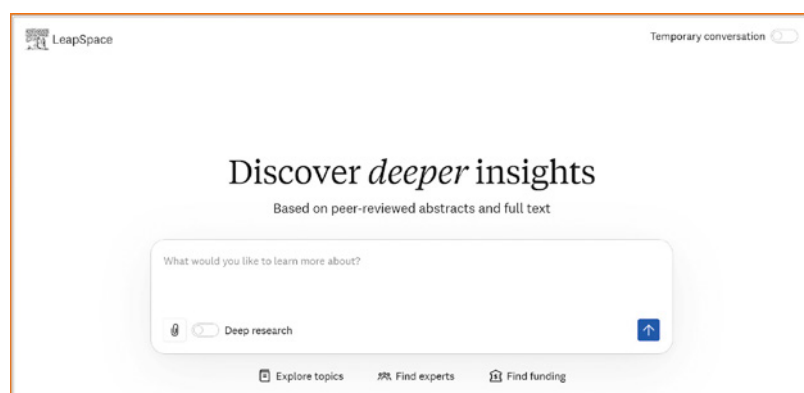 LeapSpace
Temporary conversation
Discover deeper insights
Based on peer-reviewed abstracts and full text
What would you like to learn more about?
Deep research
Explore topics Find experts Find funding